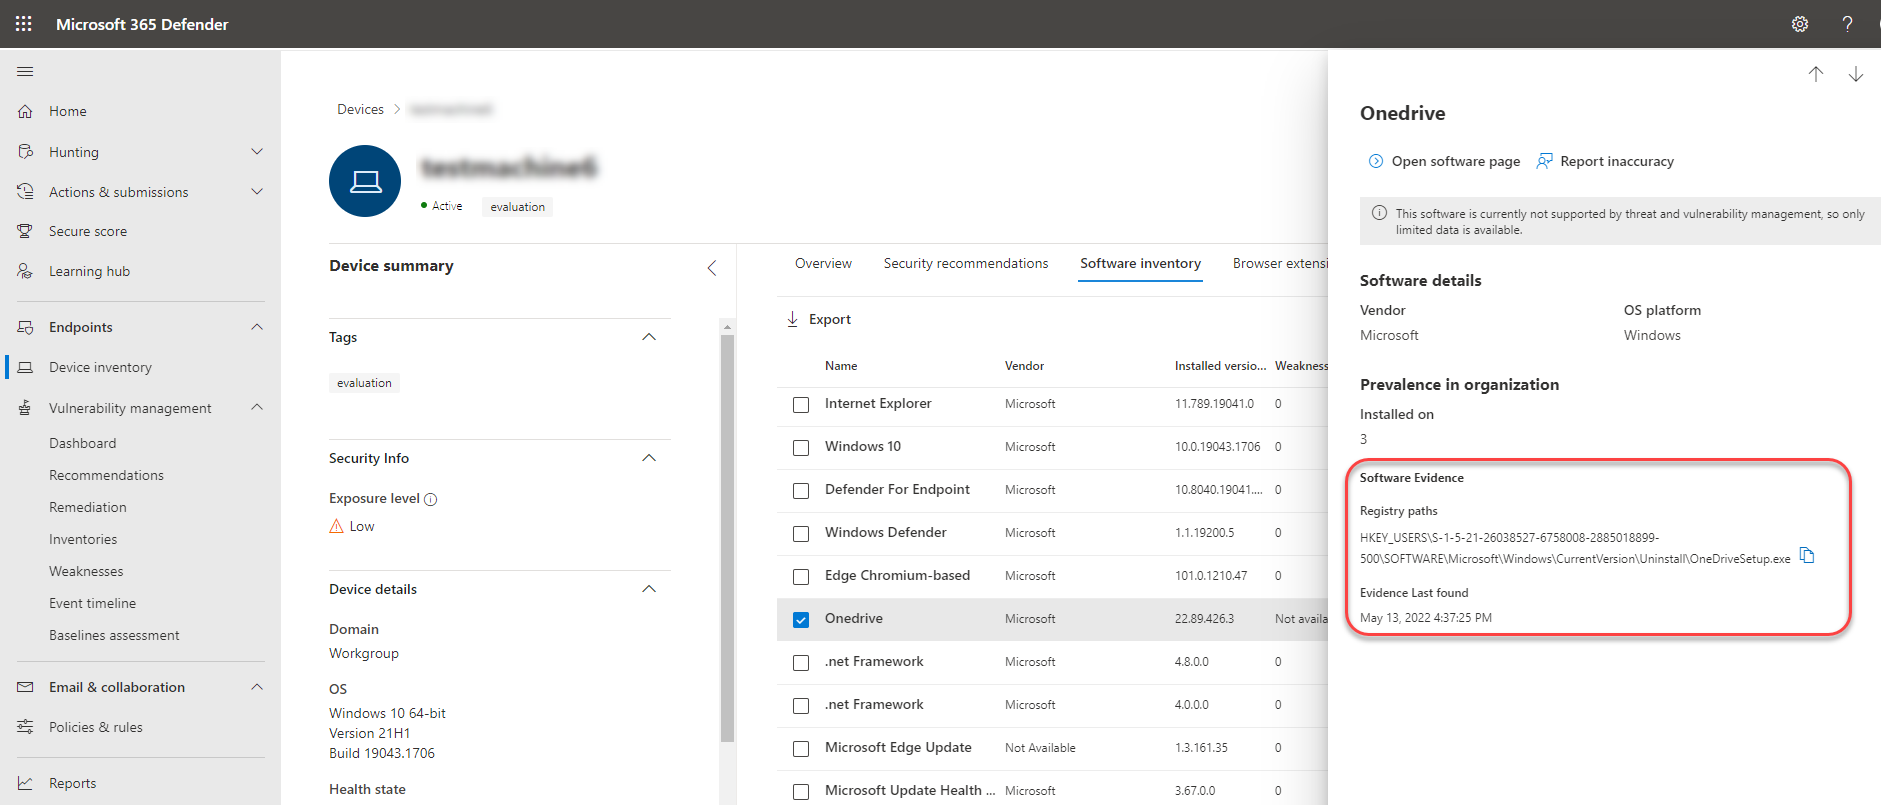 Microsoft 365 Defender
?
Home
Hunting
Actions & submissions
Secure score
Learning hub
Endpoints
Device inventory
Vulnerability management
Dashboard
Recommendations
Remediation
Inventories
Weaknesses
Event timeline
Baselines assessment
Email & collaboration
Policies & rules
Reports
Devices
testmachine6
Active
evaluation
Device summary
Tags
evaluation
Security Info
Exposure level
Low
Device details
Domain
Workgroup
OS
Windows 10 64-bit
Version 21H1
Build 19043.1706
Health state
Overview Security recommendations Software inventory Browser extensi
Export
Name Vendor Installed versio... Weakness
Internet Explorer Microsoft 11.789.19041.0 0
Windows 10 Microsoft 10.0.19043.1706 0
Defender For Endpoint Microsoft 10.8040.19041.... 0
Windows Defender Microsoft 1.1.19200.5 0
Edge Chromium-based Microsoft 101.0.1210.47 0
Onedrive Microsoft 22.89.426.3 Not availa
.net Framework Microsoft 4.8.0.0 0
.net Framework Microsoft 4.0.0.0 0
Microsoft Edge Update Not Available 1.3.161.35 0
Microsoft Update Health ... Microsoft 3.67.0.0 0
Onedrive
Open software page Report inaccuracy
This software is currently not supported by threat and vulnerability management, so only
limited data is available.
Software details
Vendor OS platform
Microsoft Windows
Prevalence in organization
Installed on
3
Software Evidence
Registry paths
HKEY_USERS\S-1-5-21-26038527-6758008-2885018899-
500\SOFTWARE\Microsoft\Windows\CurrentVersion\Uninstall\OneDriveSetup.exe
Evidence Last found
May 13, 2022 4:37:25 PM